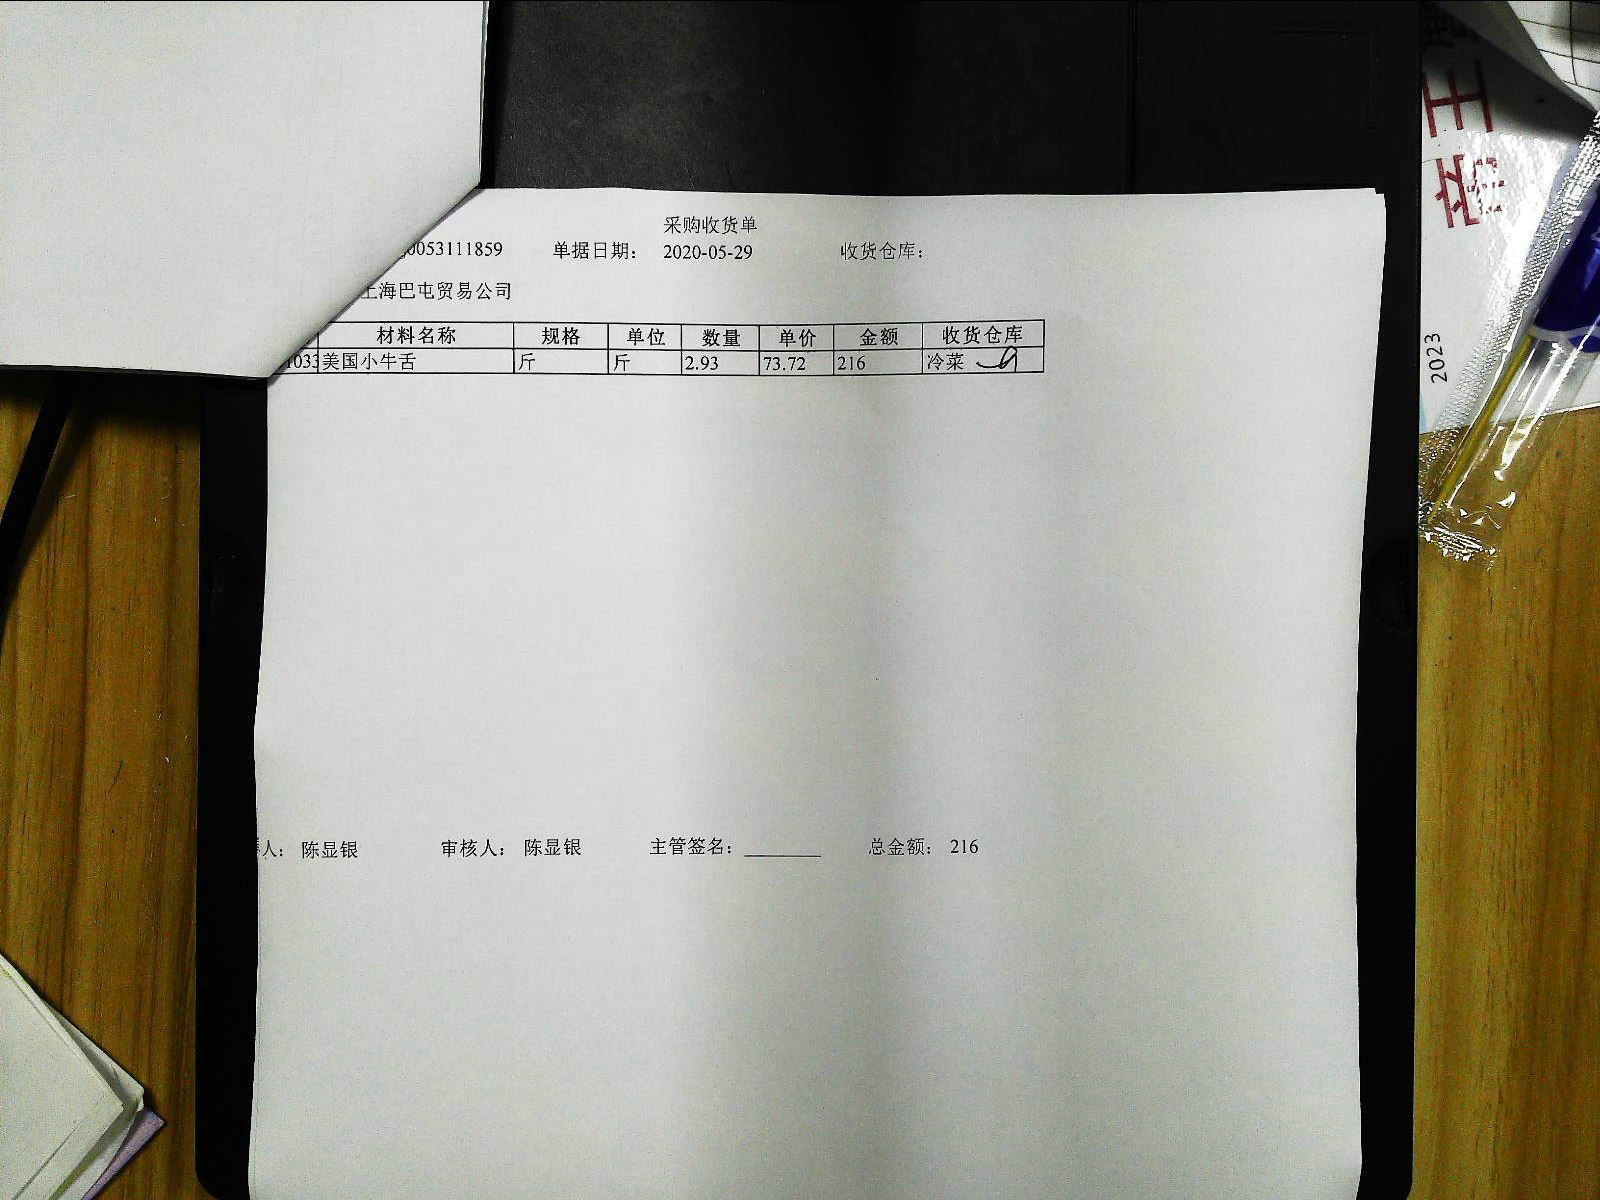 采购收货单
0053111859 单据日期: 2020-05-29 收货仓库:
上海巴屯贸易公司
材料名称 规格 单位 数量 单价 金额 收货仓库
1033 美国小牛舌 斤 斤 2.93 73.72 216 冷菜
人: 陈显银 审核人: 陈显银 主管签名: 总金额: 216
2023